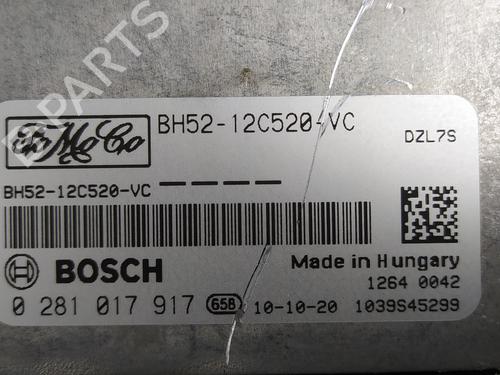 B-PARTS
FoMoCo
BH52-12C520-VC
DZL7S
BH52-12C520-VC — — — —
BOSCH
Made in Hungary
1264 0042
0 281 017 917 65B 10-10-20 1039S45299